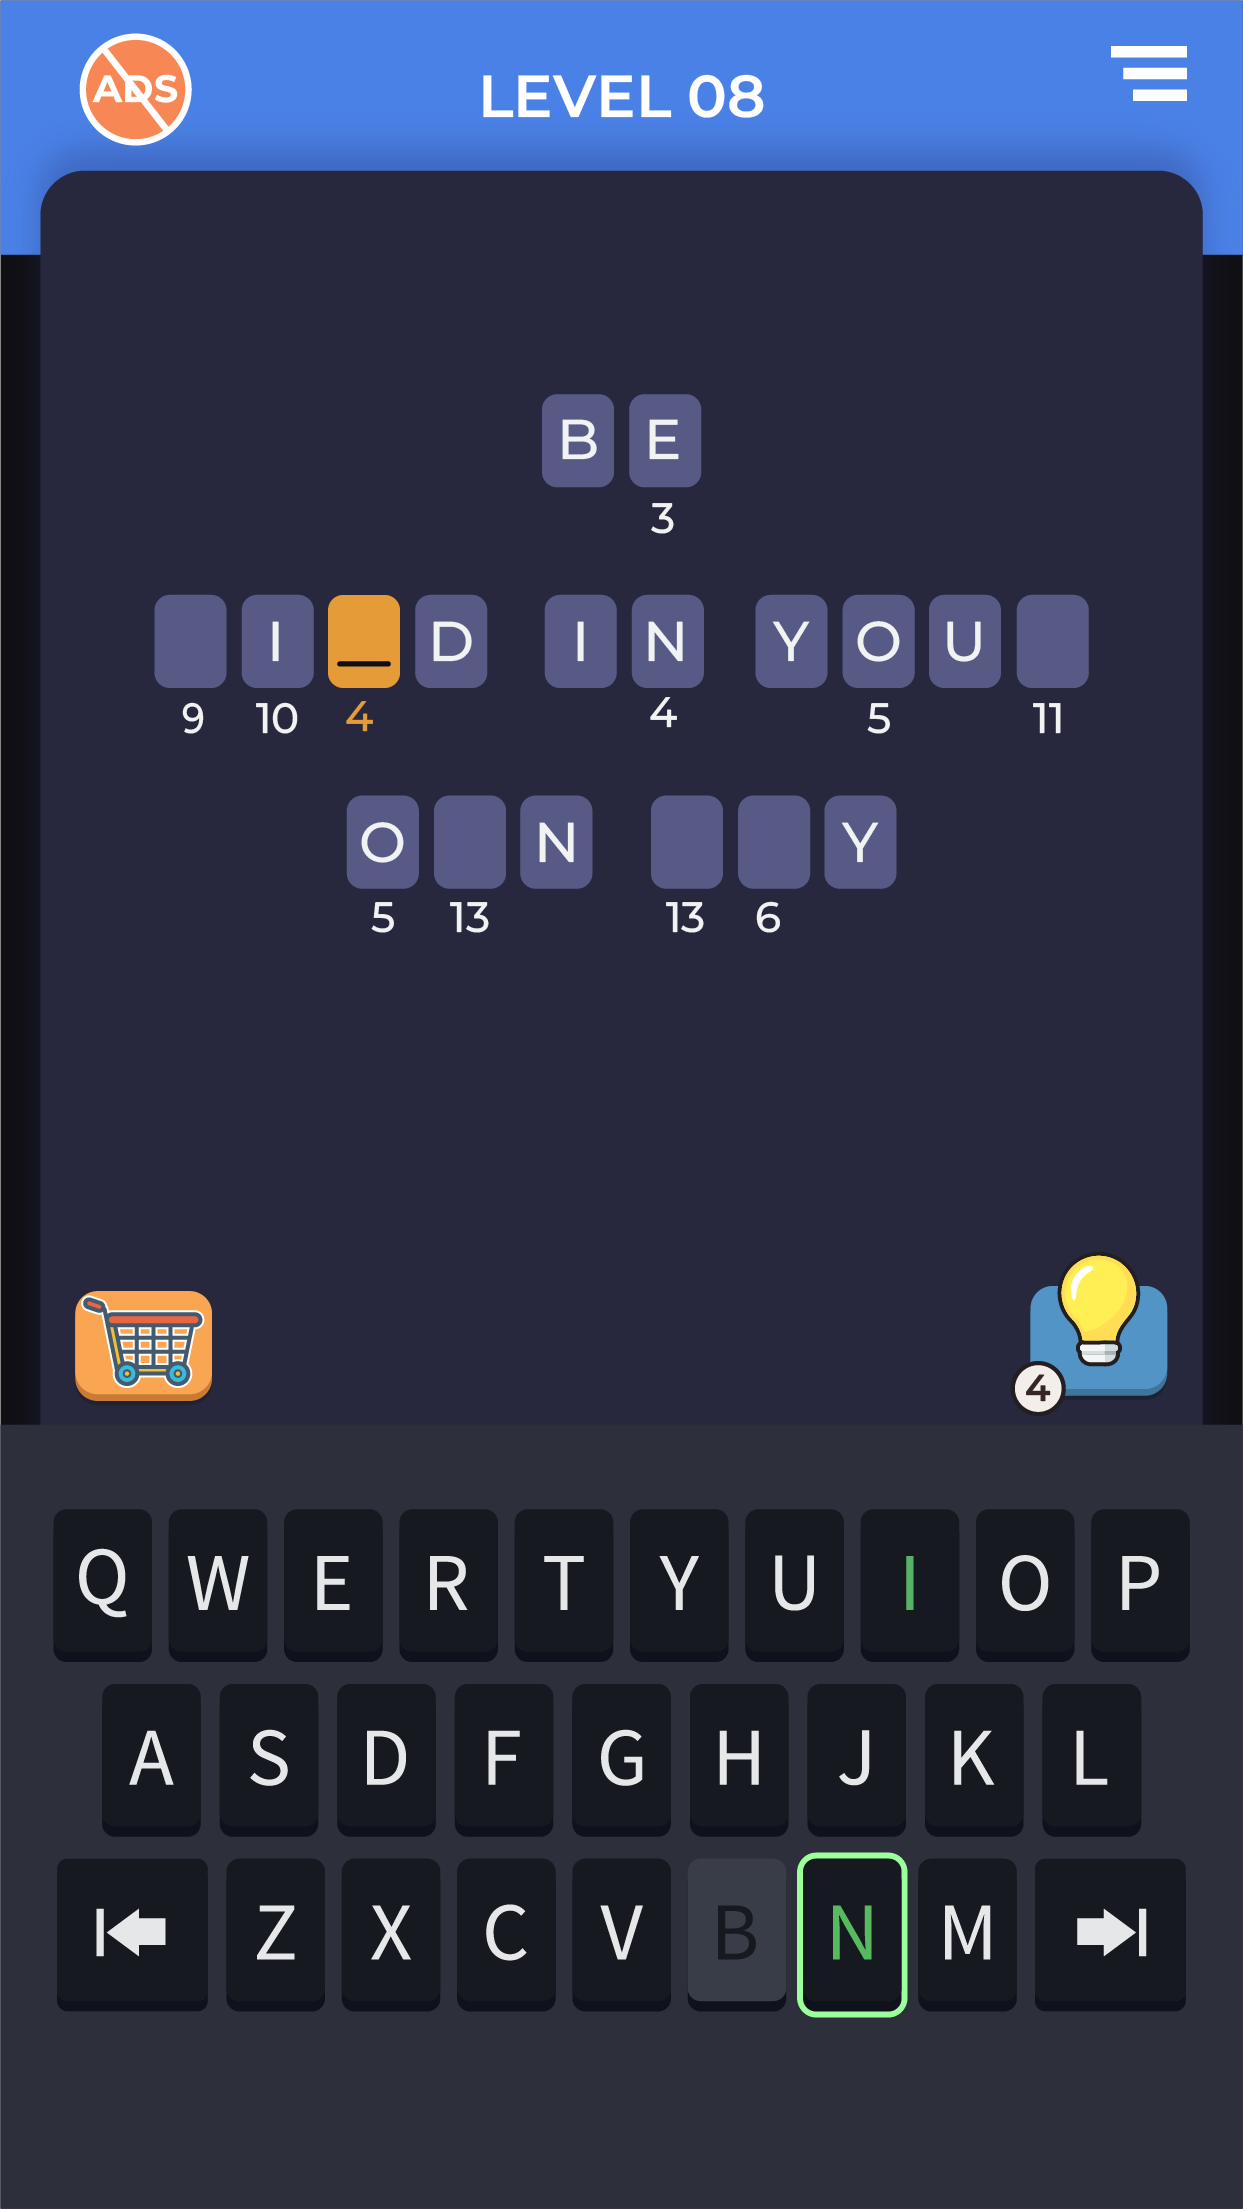 ADS
LEVEL 08
B E
3
I _ D I N Y O U
9 10 4 4 5 11
O N Y
5 13 13 6
4
Q W E R T Y U I O P
A S D F G H J K L
Z X C V B N M